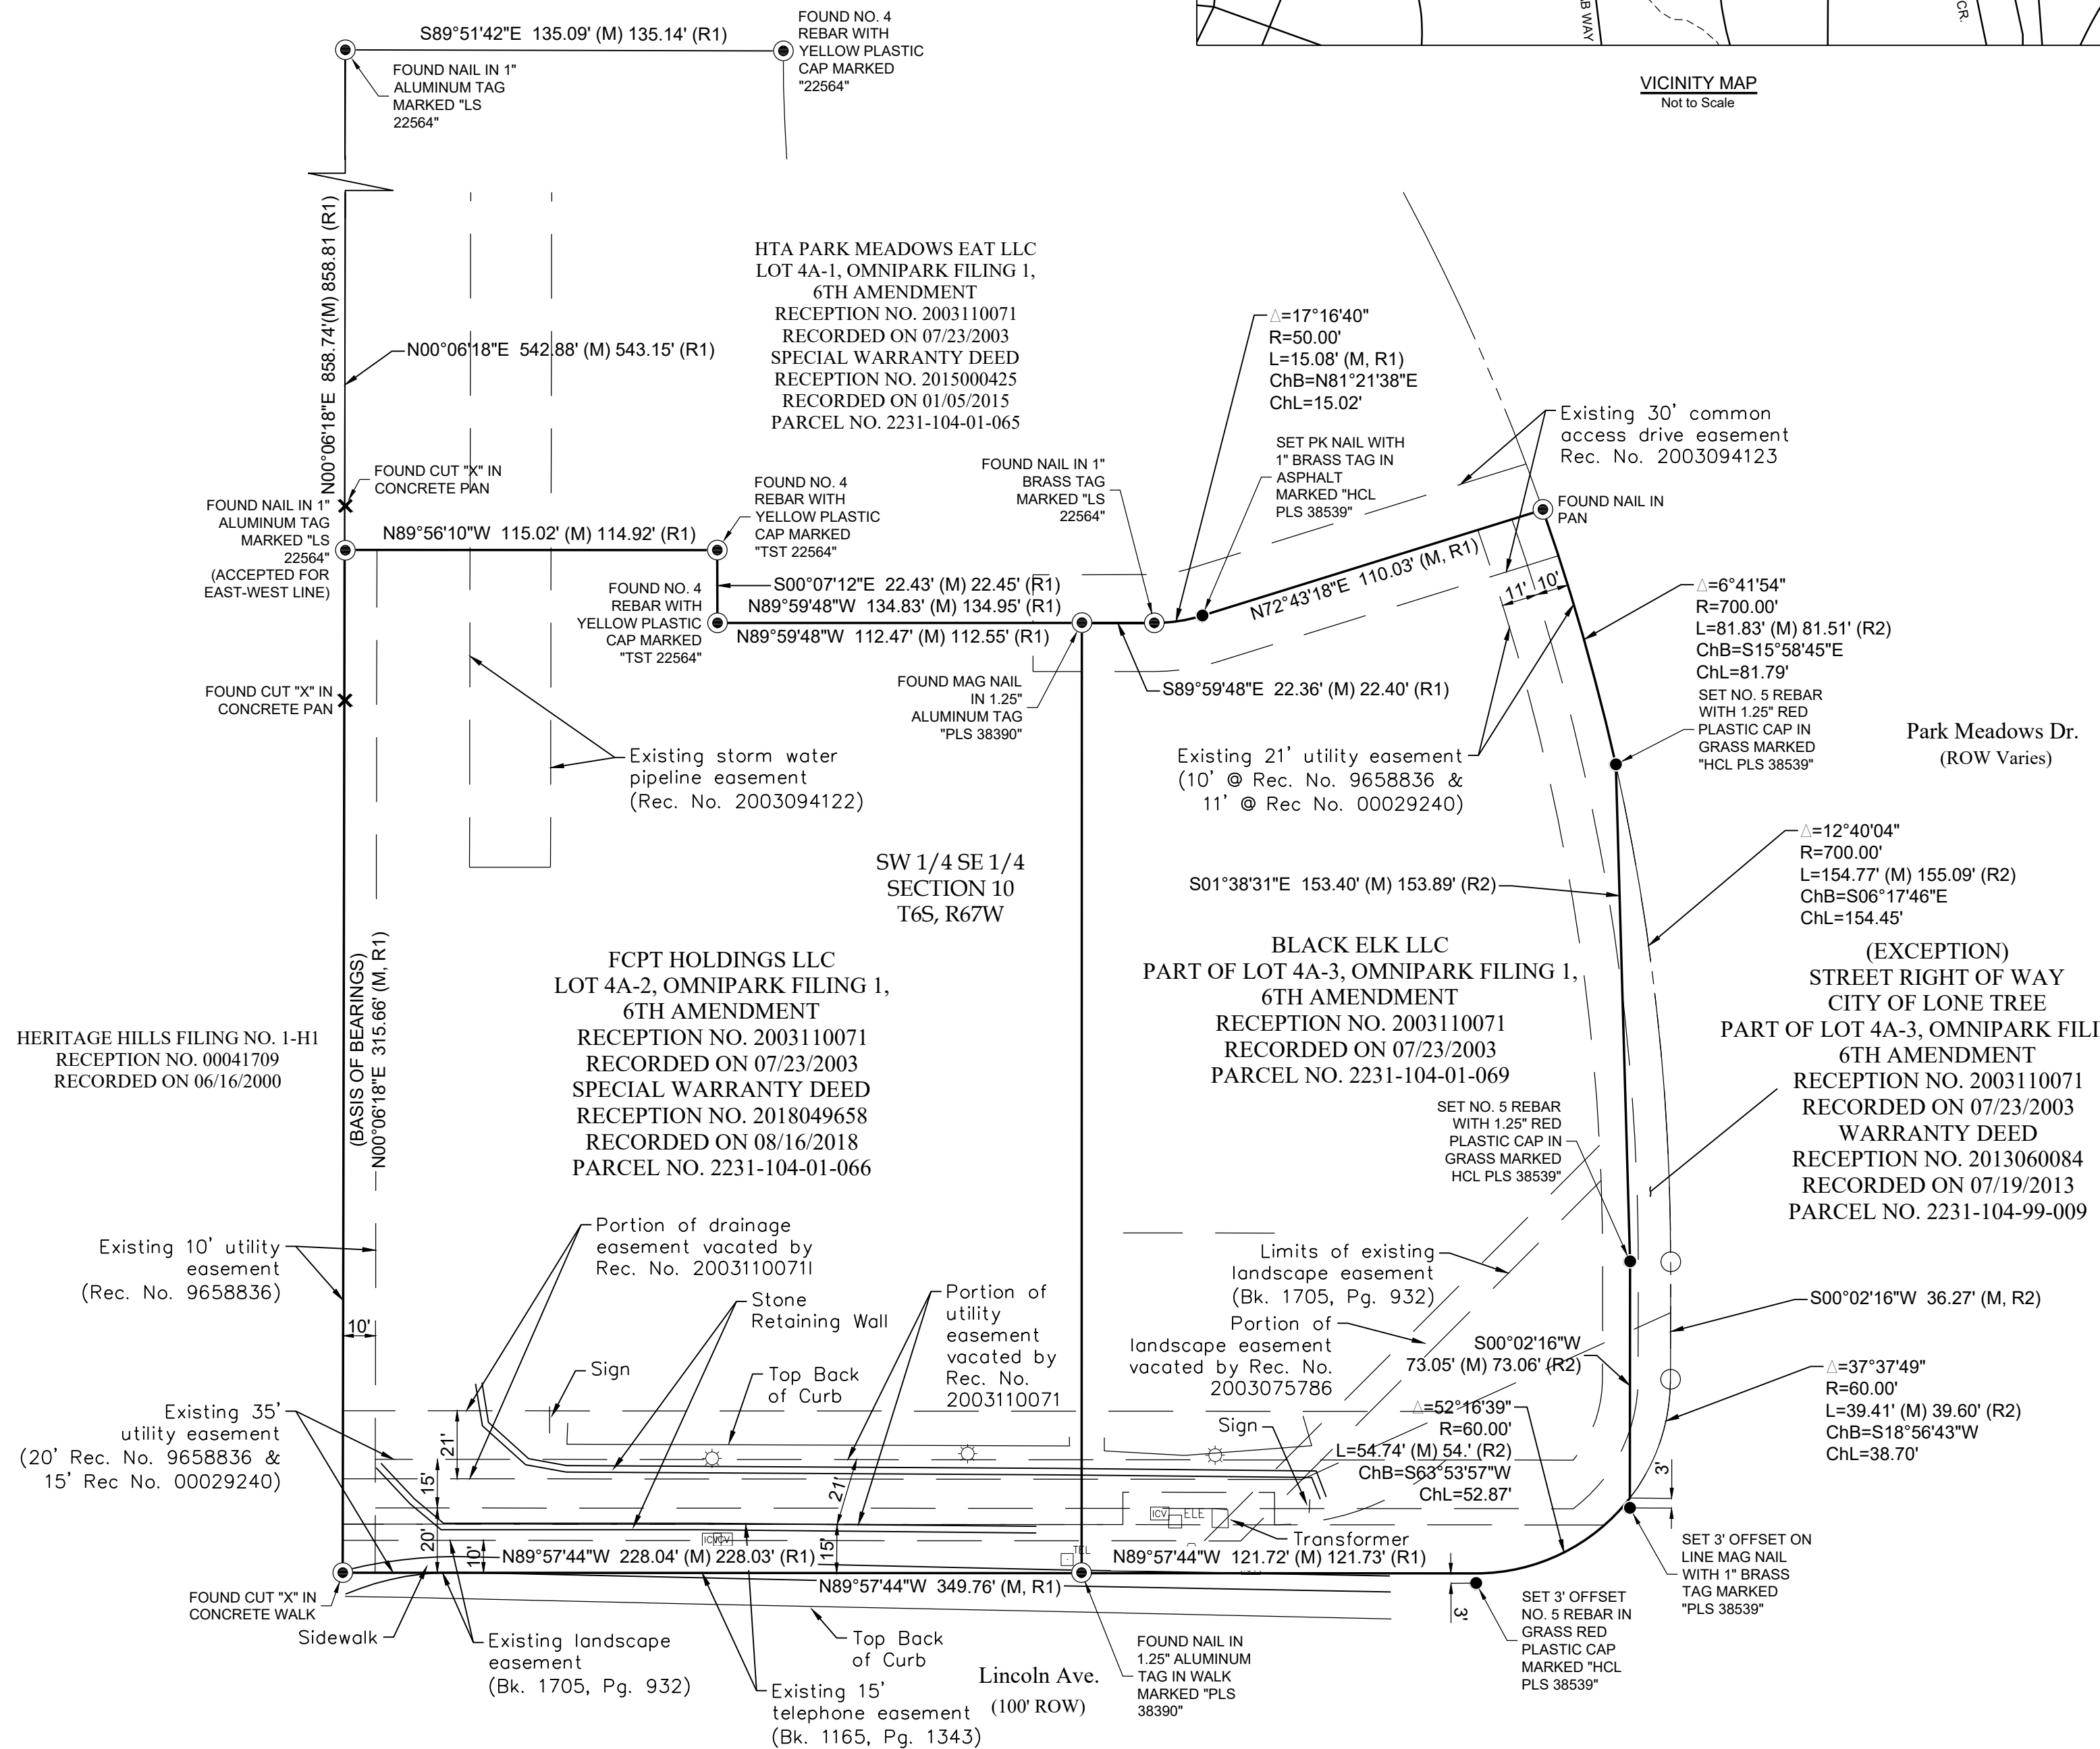 S89°51'42"E 135.09' (M) 135.14' (R1)
FOUND NO. 4
REBAR WITH
YELLOW PLASTIC
CAP MARKED
"22564"
FOUND NAIL IN 1"
ALUMINUM TAG
MARKED "LS
22564"
B WAY
CR.
VICINITY MAP
Not to Scale
N00°06'18"E 858.74'(M) 858.81 (R1)
N00°06'18"E 542.88' (M) 543.15' (R1)
HTA PARK MEADOWS EAT LLC
LOT 4A-1, OMNIPARK FILING 1,
6TH AMENDMENT
RECEPTION NO. 2003110071
RECORDED ON 07/23/2003
SPECIAL WARRANTY DEED
RECEPTION NO. 2015000425
RECORDED ON 01/05/2015
PARCEL NO. 2231-104-01-065
△=17°16'40"
R=50.00'
L=15.08' (M, R1)
ChB=N81°21'38"E
ChL=15.02'
SET PK NAIL WITH
1" BRASS TAG IN
ASPHALT
MARKED "HCL
PLS 38539"
Existing 30' common
access drive easement
Rec. No. 2003094123
FOUND NAIL IN
PAN
FOUND CUT "X" IN
CONCRETE PAN
FOUND NAIL IN 1"
ALUMINUM TAG
MARKED "LS
22564"
(ACCEPTED FOR
EAST-WEST LINE)
N89°56'10"W 115.02' (M) 114.92' (R1)
FOUND NO. 4
REBAR WITH
YELLOW PLASTIC
CAP MARKED
"TST 22564"
FOUND NAIL IN 1"
BRASS TAG
MARKED "LS
22564"
FOUND NO. 4
REBAR WITH
YELLOW PLASTIC
CAP MARKED
"TST 22564"
S00°07'12"E 22.43' (M) 22.45' (R1)
N89°59'48"W 134.83' (M) 134.95' (R1)
N89°59'48"W 112.47' (M) 112.55' (R1)
N72°43'18"E 110.03' (M, R1)
11'
10'
△=6°41'54"
R=700.00'
L=81.83' (M) 81.51' (R2)
ChB=S15°58'45"E
ChL=81.79'
SET NO. 5 REBAR
WITH 1.25" RED
PLASTIC CAP IN
GRASS MARKED
"HCL PLS 38539"
Park Meadows Dr.
(ROW Varies)
FOUND CUT "X" IN
CONCRETE PAN
FOUND MAG NAIL
IN 1.25"
ALUMINUM TAG
"PLS 38390"
S89°59'48"E 22.36' (M) 22.40' (R1)
Existing storm water
pipeline easement
(Rec. No. 2003094122)
Existing 21' utility easement
(10' @ Rec. No. 9658836 &
11' @ Rec No. 00029240)
SW 1/4 SE 1/4
SECTION 10
T6S, R67W
S01°38'31"E 153.40' (M) 153.89' (R2)
△=12°40'04"
R=700.00'
L=154.77' (M) 155.09' (R2)
ChB=S06°17'46"E
ChL=154.45'
HERITAGE HILLS FILING NO. 1-H1
RECEPTION NO. 00041709
RECORDED ON 06/16/2000
(BASIS OF BEARINGS)
N00°06'18"E 315.66' (M, R1)
FCPT HOLDINGS LLC
LOT 4A-2, OMNIPARK FILING 1,
6TH AMENDMENT
RECEPTION NO. 2003110071
RECORDED ON 07/23/2003
SPECIAL WARRANTY DEED
RECEPTION NO. 2018049658
RECORDED ON 08/16/2018
PARCEL NO. 2231-104-01-066
BLACK ELK LLC
PART OF LOT 4A-3, OMNIPARK FILING 1,
6TH AMENDMENT
RECEPTION NO. 2003110071
RECORDED ON 07/23/2003
PARCEL NO. 2231-104-01-069
(EXCEPTION)
STREET RIGHT OF WAY
CITY OF LONE TREE
PART OF LOT 4A-3, OMNIPARK FILI
6TH AMENDMENT
RECEPTION NO. 2003110071
RECORDED ON 07/23/2003
WARRANTY DEED
RECEPTION NO. 2013060084
RECORDED ON 07/19/2013
PARCEL NO. 2231-104-99-009
SET NO. 5 REBAR
WITH 1.25" RED
PLASTIC CAP IN
GRASS MARKED
HCL PLS 38539"
Existing 10' utility
easement
(Rec. No. 9658836)
10'
Portion of drainage
easement vacated by
Rec. No. 2003110071I
Stone
Retaining Wall
Portion of
utility
easement
vacated by
Rec. No.
2003110071
Limits of existing
landscape easement
(Bk. 1705, Pg. 932)
Portion of
landscape easement
vacated by Rec. No.
2003075786
S00°02'16"W 36.27' (M, R2)
S00°02'16"W
73.05' (M) 73.06' (R2)
Sign
Top Back
of Curb
Existing 35'
utility easement
(20' Rec. No. 9658836 &
15' Rec No. 00029240)
21'
15'
20'
10'
21'
15'
Sign
△=52°16'39"
R=60.00'
L=54.74' (M) 54.' (R2)
ChB=S63°53'57"W
ChL=52.87'
△=37°37'49"
R=60.00'
L=39.41' (M) 39.60' (R2)
ChB=S18°56'43"W
ChL=38.70'
3'
ICV
ICV
ICV
ELE
TEL
Transformer
N89°57'44"W 228.04' (M) 228.03' (R1)
N89°57'44"W 121.72' (M) 121.73' (R1)
N89°57'44"W 349.76' (M, R1)
3'
FOUND CUT "X" IN
CONCRETE WALK
Sidewalk
Existing landscape
easement
(Bk. 1705, Pg. 932)
Top Back
of Curb
Existing 15'
telephone easement
(Bk. 1165, Pg. 1343)
Lincoln Ave.
(100' ROW)
FOUND NAIL IN
1.25" ALUMINUM
TAG IN WALK
MARKED "PLS
38390"
SET 3' OFFSET
NO. 5 REBAR IN
GRASS RED
PLASTIC CAP
MARKED "HCL
PLS 38539"
SET 3' OFFSET ON
LINE MAG NAIL
WITH 1" BRASS
TAG MARKED
"PLS 38539"